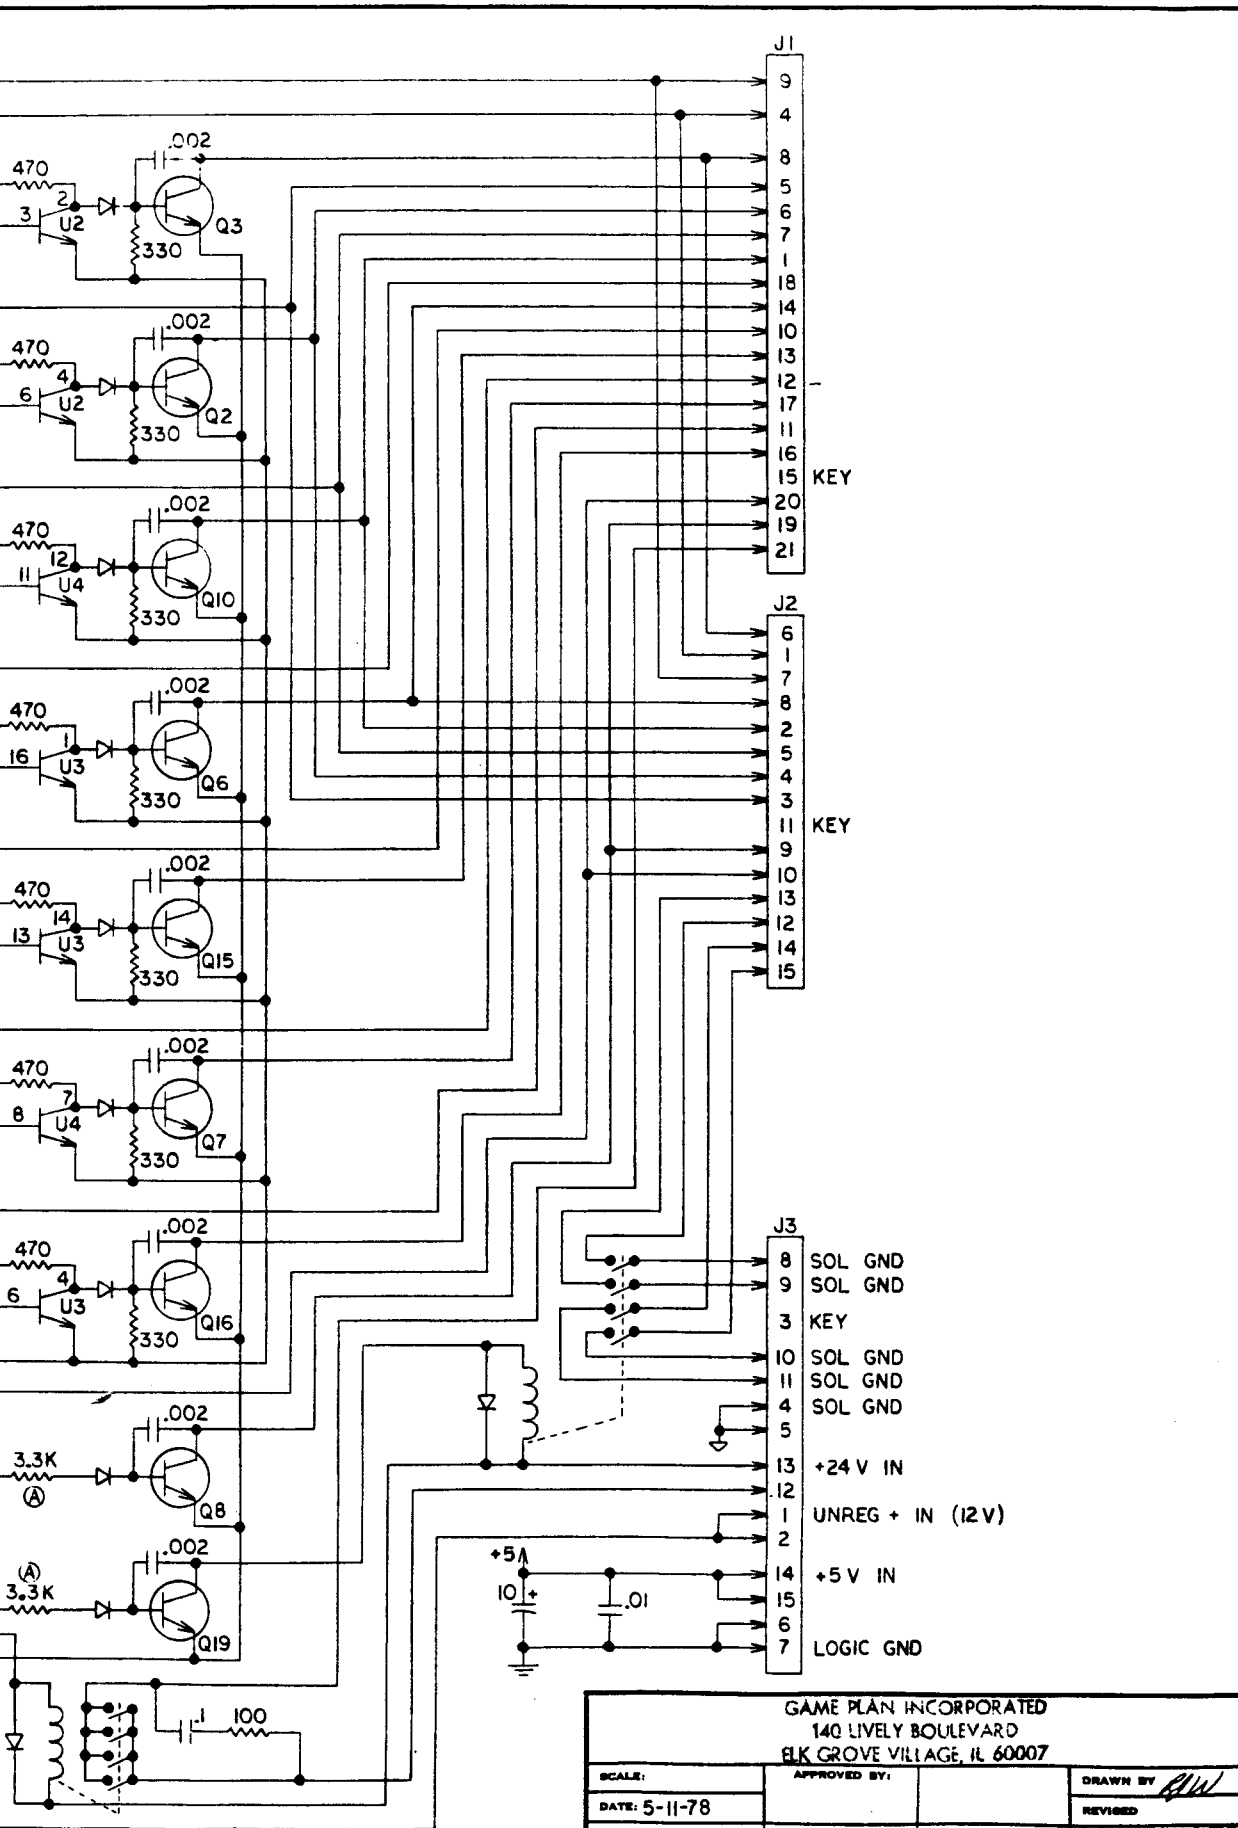 J1
9
4
.002
8
470
5
2
3
U2
6
Q3
7
330
1
18
14
.002
10
470
13
4
12 –
6
U2
Q2
17
330
11
16
15 KEY
.002
20
470
19
12
21
11
U4
Q10
J2
330
6
1
7
.002
8
470
2
1
5
16
U3
4
Q6
3
330
11 KEY
9
.002
10
470
13
14
12
13
U3
14
Q15
15
330
.002
470
7
8
U4
Q7
330
J3
.002
470
8 SOL GND
4
9 SOL GND
6
U3
3 KEY
Q16
330
10 SOL GND
11 SOL GND
4 SOL GND
.002
5
3.3K
13 +24 V IN
A
12
Q8
1 UNREG + IN (12 V)
2
.002
+5
A
14 +5 V IN
3.3K
10 +
.01
15
6
Q19
7 LOGIC GND
.1
100
GAME PLAN INCORPORATED
140 LIVELY BOULEVARD
ELK GROVE VILLAGE, IL 60007
SCALE:
APPROVED BY:
DRAWN BY
DATE: 5-11-78
REVISED